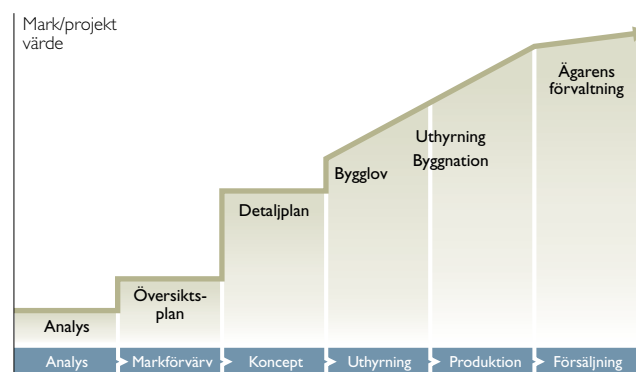 Mark/projekt
värde
Analys
Översikts-
plan
Detaljplan
Bygglov
Uthyrning
Byggnation
Ägarens
förvaltning
Analys
Markförvärv
Koncept
Uthyrning
Produktion
Försäljning